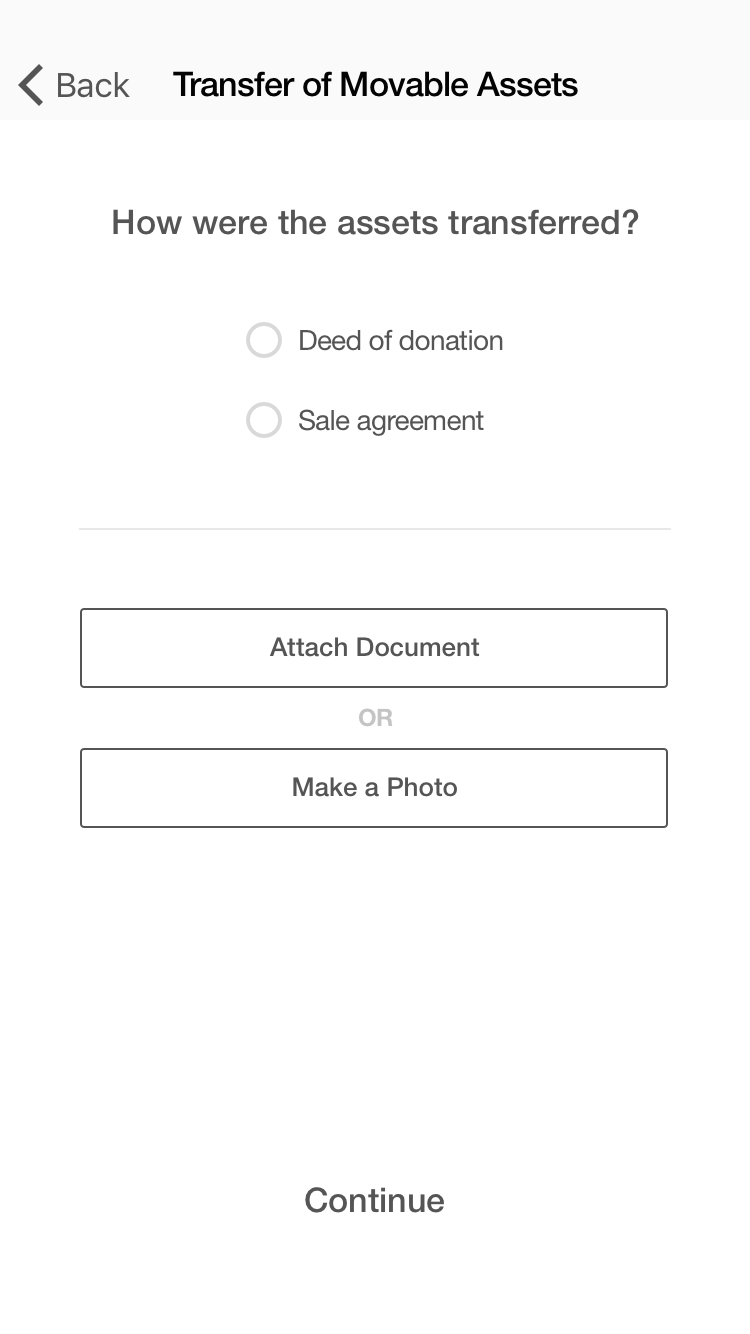 Back
Transfer of Movable Assets
How were the assets transferred?
Deed of donation
Sale agreement
Attach Document
OR
Make a Photo
Continue